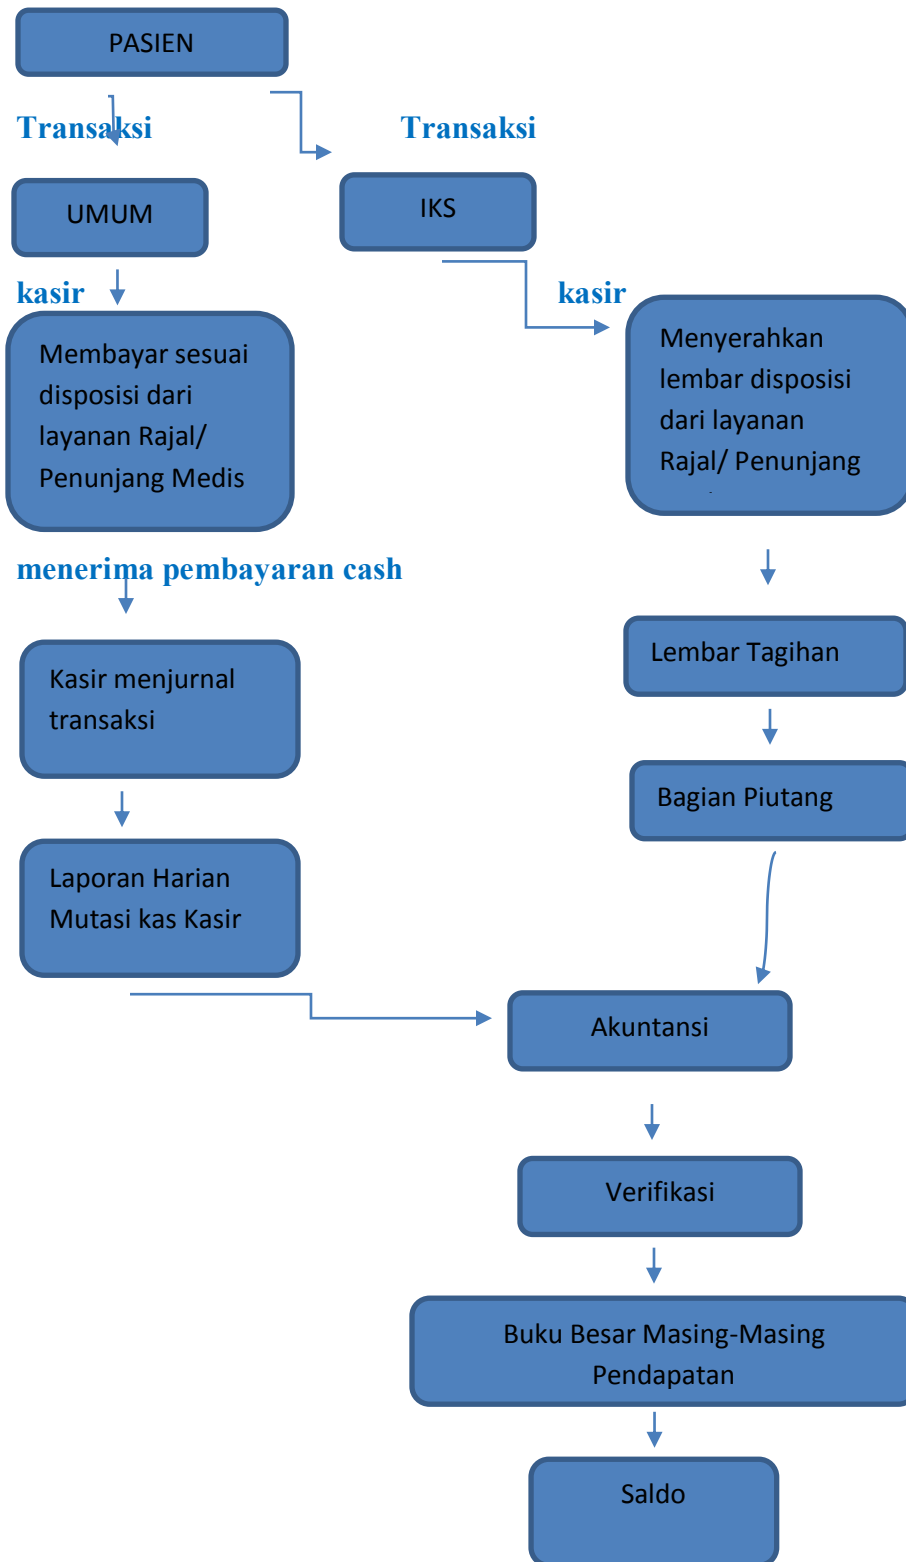 PASIEN
Transaksi
Transaksi
UMUM
IKS
kasir
kasir
Membayar sesuai
disposisi dari
layanan Rajal/
Penunjang Medis
Menyerahkan
lembar disposisi
dari layanan
Rajal/ Penunjang
menerima pembayaran cash
Kasir menjurnal
transaksi
Lembar Tagihan
Bagian Piutang
Laporan Harian
Mutasi kas Kasir
Akuntansi
Verifikasi
Buku Besar Masing-Masing
Pendapatan
Saldo